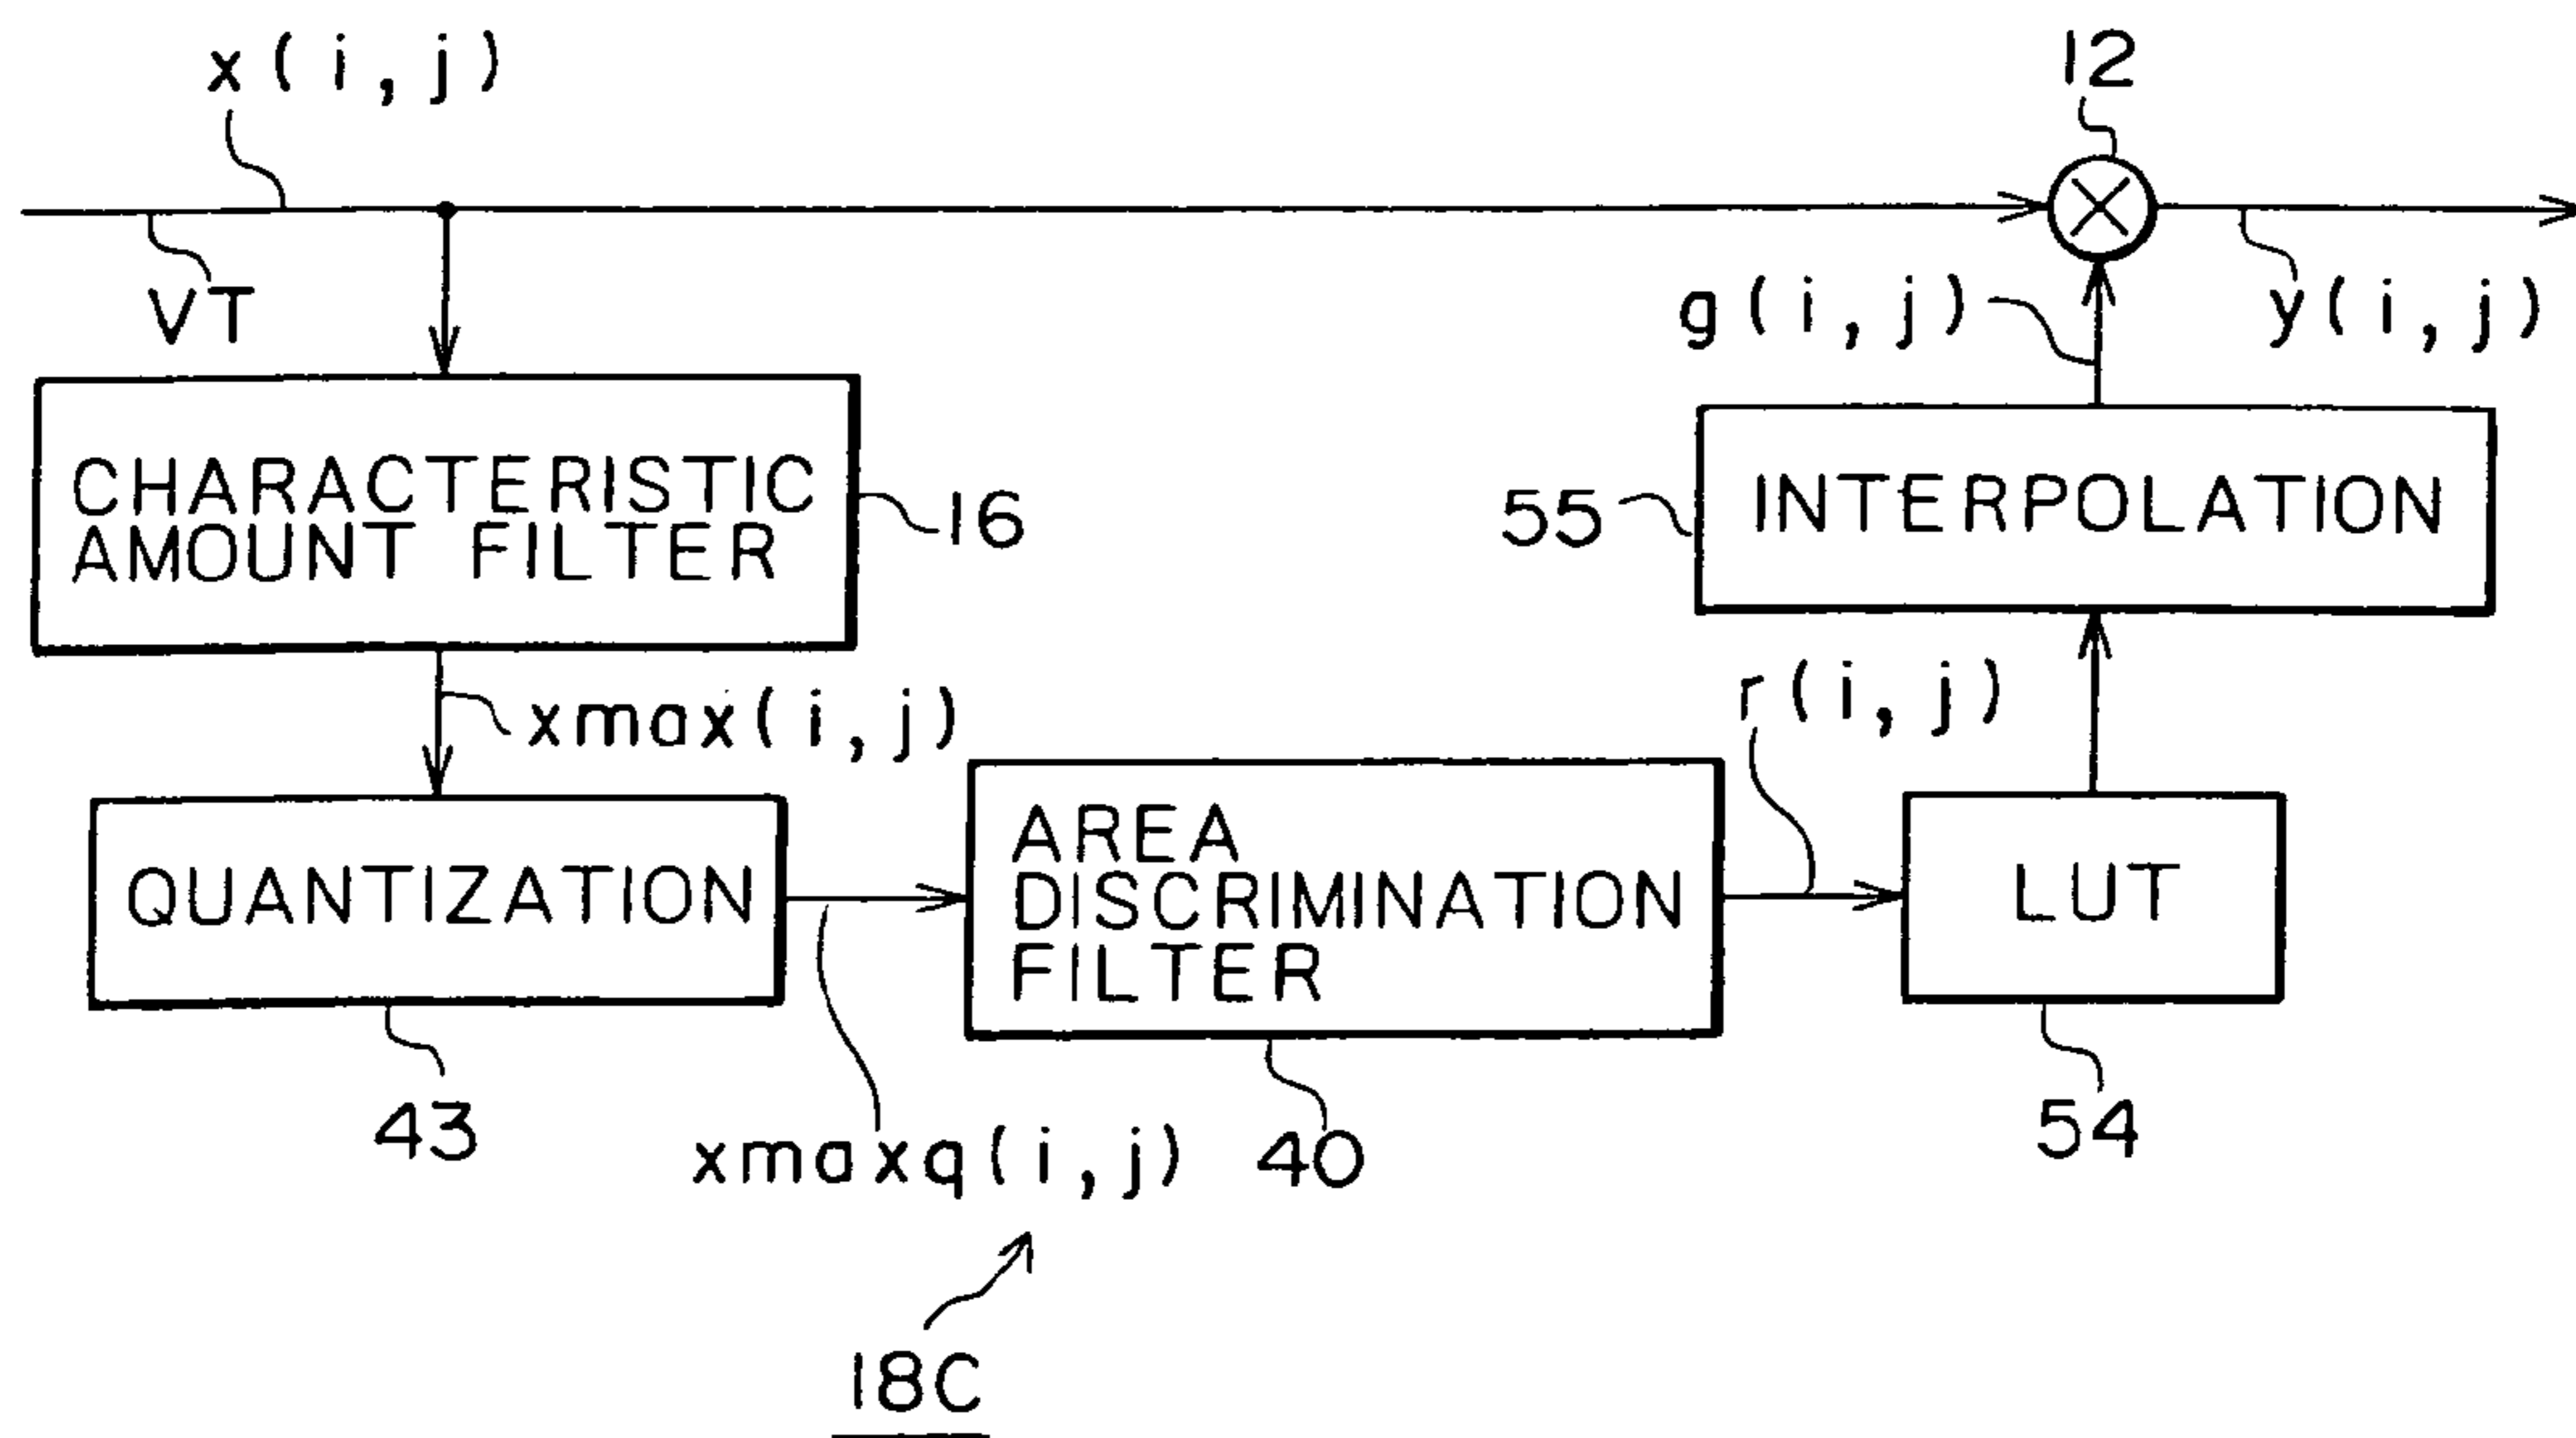 x(i,j)
12
VT
g(i,j)
y(i,j)
CHARACTERISTIC
AMOUNT FILTER
16
55
INTERPOLATION
xmax(i,j)
r(i,j)
QUANTIZATION
AREA
DISCRIMINATION
FILTER
LUT
43
xmaxq(i,j)
40
54
18C